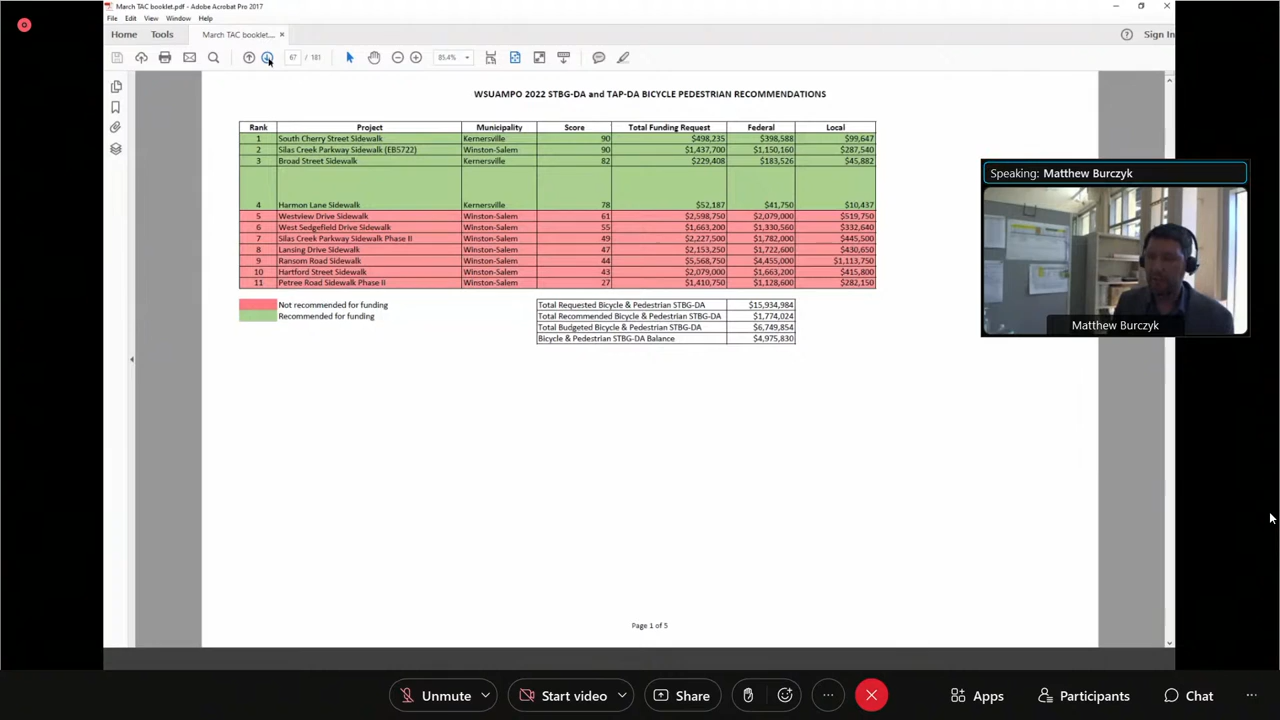 March TAC booklet.pdf - Adobe Acrobat Pro 2017
File Edit View Window Help
Home Tools March TAC booklet.... × Sign In
67 / 181 85.4%
WSUAMPO 2022 STBG-DA and TAP-DA BICYCLE PEDESTRIAN RECOMMENDATIONS
Rank Project Municipality Score Total Funding Request Federal Local
1 South Cherry Street Sidewalk Kernersville 90 $498,235 $398,588 $99,647
2 Silas Creek Parkway Sidewalk (EB5722) Winston-Salem 90 $1,437,700 $1,150,160 $287,540
3 Broad Street Sidewalk Kernersville 82 $229,408 $183,526 $45,882
4 Harmon Lane Sidewalk Kernersville 78 $52,187 $41,750 $10,437
5 Westview Drive Sidewalk Winston-Salem 61 $2,598,750 $2,079,000 $519,750
6 West Sedgefield Drive Sidewalk Winston-Salem 55 $1,663,200 $1,330,560 $332,640
7 Silas Creek Parkway Sidewalk Phase II Winston-Salem 49 $2,227,500 $1,782,000 $445,500
8 Lansing Drive Sidewalk Winston-Salem 47 $2,153,250 $1,722,600 $430,650
9 Ransom Road Sidewalk Winston-Salem 44 $5,568,750 $4,455,000 $1,113,750
10 Hartford Street Sidewalk Winston-Salem 43 $2,079,000 $1,663,200 $415,800
11 Petree Road Sidewalk Phase II Winston-Salem 27 $1,410,750 $1,128,600 $282,150
Not recommended for funding
Recommended for funding
Total Requested Bicycle & Pedestrian STBG-DA $15,934,984
Total Recommended Bicycle & Pedestrian STBG-DA $1,774,024
Total Budgeted Bicycle & Pedestrian STBG-DA $6,749,854
Bicycle & Pedestrian STBG-DA Balance $4,975,830
Page 1 of 5
Speaking: Matthew Burczyk
Matthew Burczyk
Unmute Start video Share Apps Participants Chat